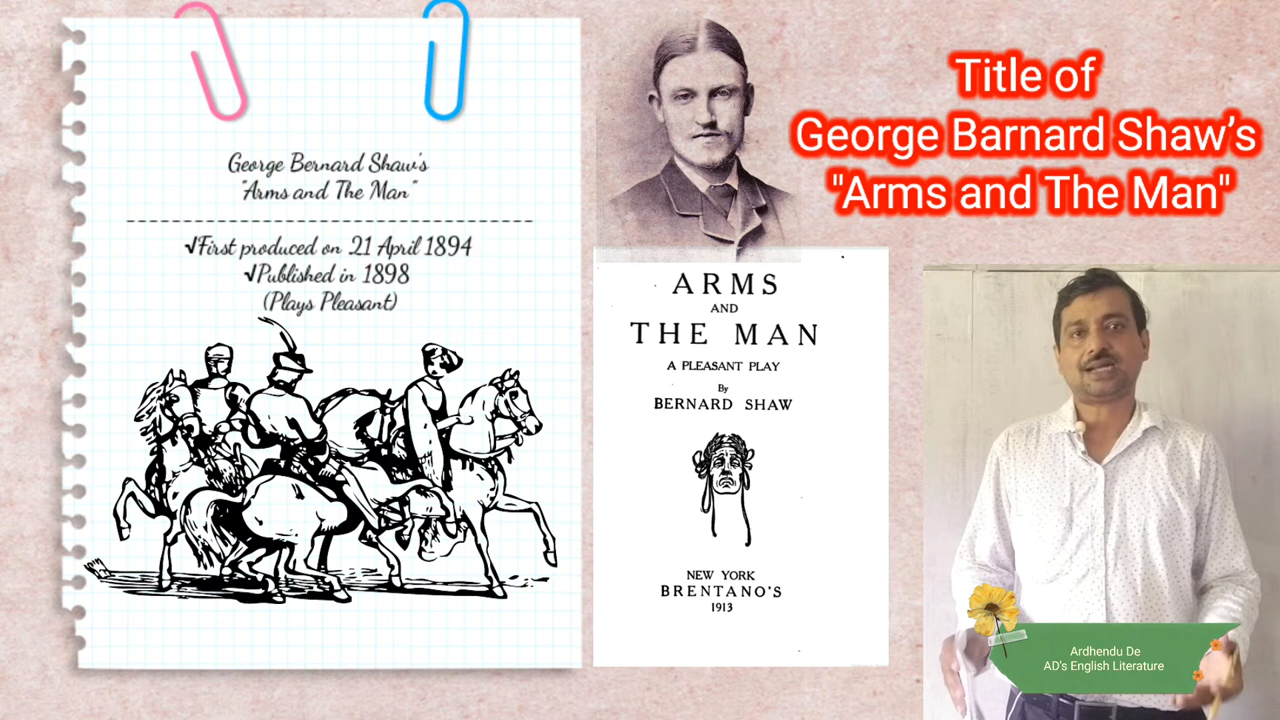 George Bernard Shaw's
"Arms and The Man"
√First produced on 21 April 1894
√Published in 1898
(Plays Pleasant)
ARMS
AND
THE MAN
A PLEASANT PLAY
By
BERNARD SHAW
NEW YORK
BRENTANO'S
1913
Title of
George Barnard Shaw's
"Arms and The Man"
Ardhendu De
AD's English Literature